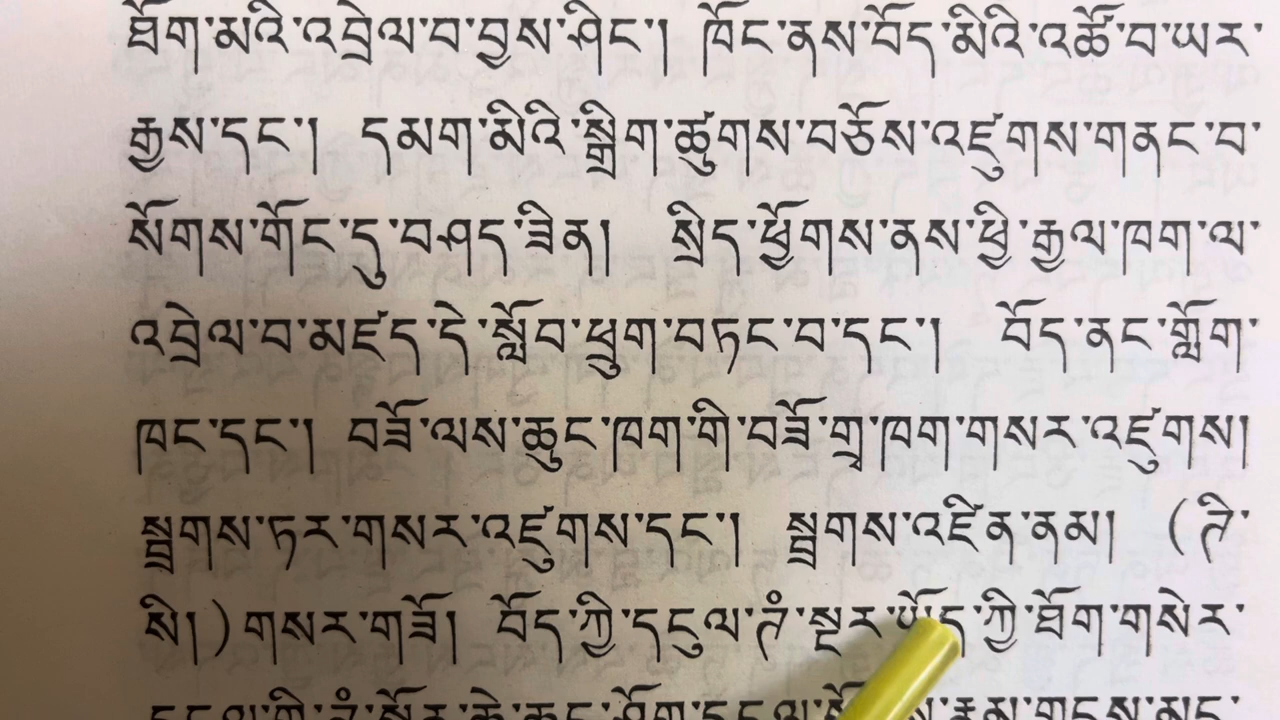 ཐོག་མའི་འབྲེལ་བ་བྱས་ཤིང་། ཁོང་ནས་བོད་མིའི་འཚོ་བ་ཡར་
རྒྱས་དང་། དམག་མིའི་སྒྲིག་ཚུགས་བཅོས་འཛུགས་གནང་བ་
སོགས་གོང་དུ་བཤད་ཟིན། སྲིད་ཕྱོགས་ནས་ཕྱི་རྒྱལ་ཁག་ལ་
འབྲེལ་བ་མཛད་དེ་སློབ་ཕྲུག་བཏང་བ་དང་། བོད་ནང་གློག་
ཁང་དང་། བཟོ་ལས་ཆུང་ཁག་གི་བཟོ་གྲྭ་ཁག་གསར་འཛུགས།
སྦྲགས་ཏར་གསར་འཛུགས་དང་། སྦྲགས་འཛིན་ནམ། (ཊི་
སི།) གསར་གཟོ། བོད་ཀྱི་དངུལ་ཊཾ་སྔར་ཡོད་ཀྱི་ཐོག་གསེར་